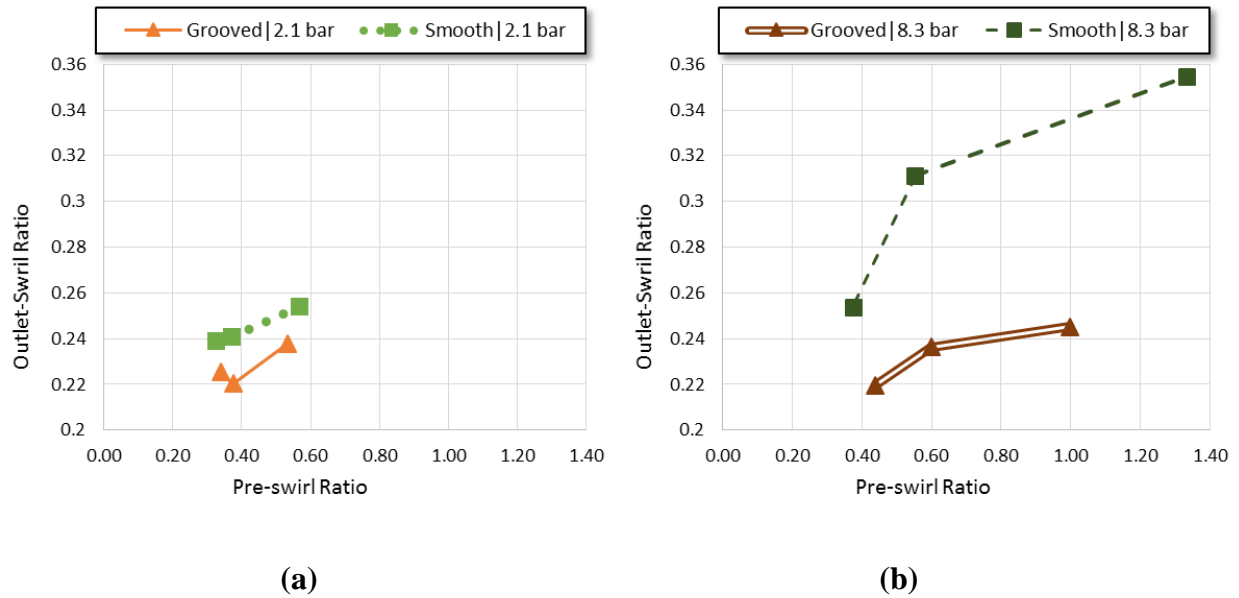 Grooved|2.1 bar
Smooth|2.1 bar
0.36
0.34
0.32
0.3
0.28
0.26
0.24
0.22
0.2
Outlet-Swril Ratio
0.00 0.20 0.40 0.60 0.80 1.00 1.20 1.40
Pre-swirl Ratio
(a)
Grooved|8.3 bar
Smooth|8.3 bar
0.36
0.34
0.32
0.3
0.28
0.26
0.24
0.22
0.2
Outlet-Swril Ratio
0.00 0.20 0.40 0.60 0.80 1.00 1.20 1.40
Pre-swirl Ratio
(b)